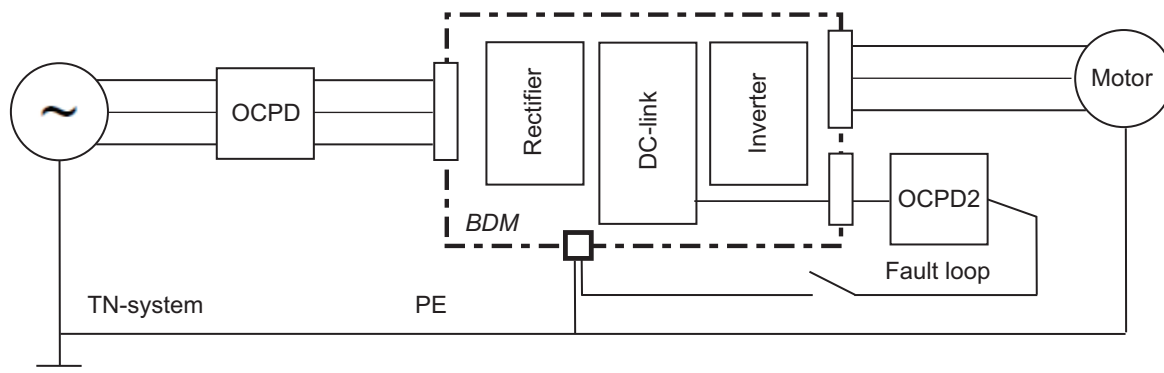 ~
OCPD
Rectifier
DC-link
Inverter
BDM
Motor
OCPD2
Fault loop
TN-system
PE